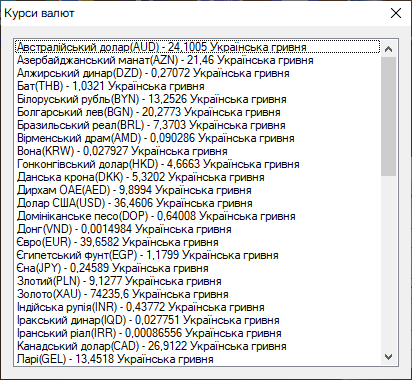 Курси валют
Австралійський долар(AUD) - 24,1005 Українська гривня
Азербайджанський манат(AZN) - 21,46 Українська гривня
Алжирський динар(DZD) - 0,27072 Українська гривня
Бат(THB) - 1,0321 Українська гривня
Білоруський рубль(BYN) - 13,2526 Українська гривня
Болгарський лев(BGN) - 20,2773 Українська гривня
Бразильський реал(BRL) - 7,3703 Українська гривня
Вірменський драм(AMD) - 0,090286 Українська гривня
Вона(KRW) - 0,027927 Українська гривня
Гонконгівський долар(HKD) - 4,6663 Українська гривня
Данська крона(DKK) - 5,3202 Українська гривня
Дирхам ОАЕ(AED) - 9,8994 Українська гривня
Долар США(USD) - 36,4606 Українська гривня
Домініканське песо(DOP) - 0,64008 Українська гривня
Донг(VND) - 0,0014984 Українська гривня
Євро(EUR) - 39,6582 Українська гривня
Єгипетський фунт(EGP) - 1,1799 Українська гривня
Єна(JPY) - 0,24589 Українська гривня
Злотий(PLN) - 9,1277 Українська гривня
Золото(XAU) - 74235,6 Українська гривня
Індійська рупія(INR) - 0,43772 Українська гривня
Іракський динар(IQD) - 0,027751 Українська гривня
Іранський ріал(IRR) - 0,00086556 Українська гривня
Канадський долар(CAD) - 26,9122 Українська гривня
Ларі(GEL) - 13,4518 Українська гривня